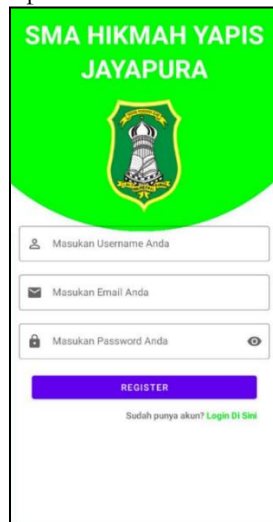 SMA HIKMAH YAPIS
JAYAPURA
Masukan Username Anda
Masukan Email Anda
Masukan Password Anda
REGISTER
Sudah punya akun? Login Di Sini